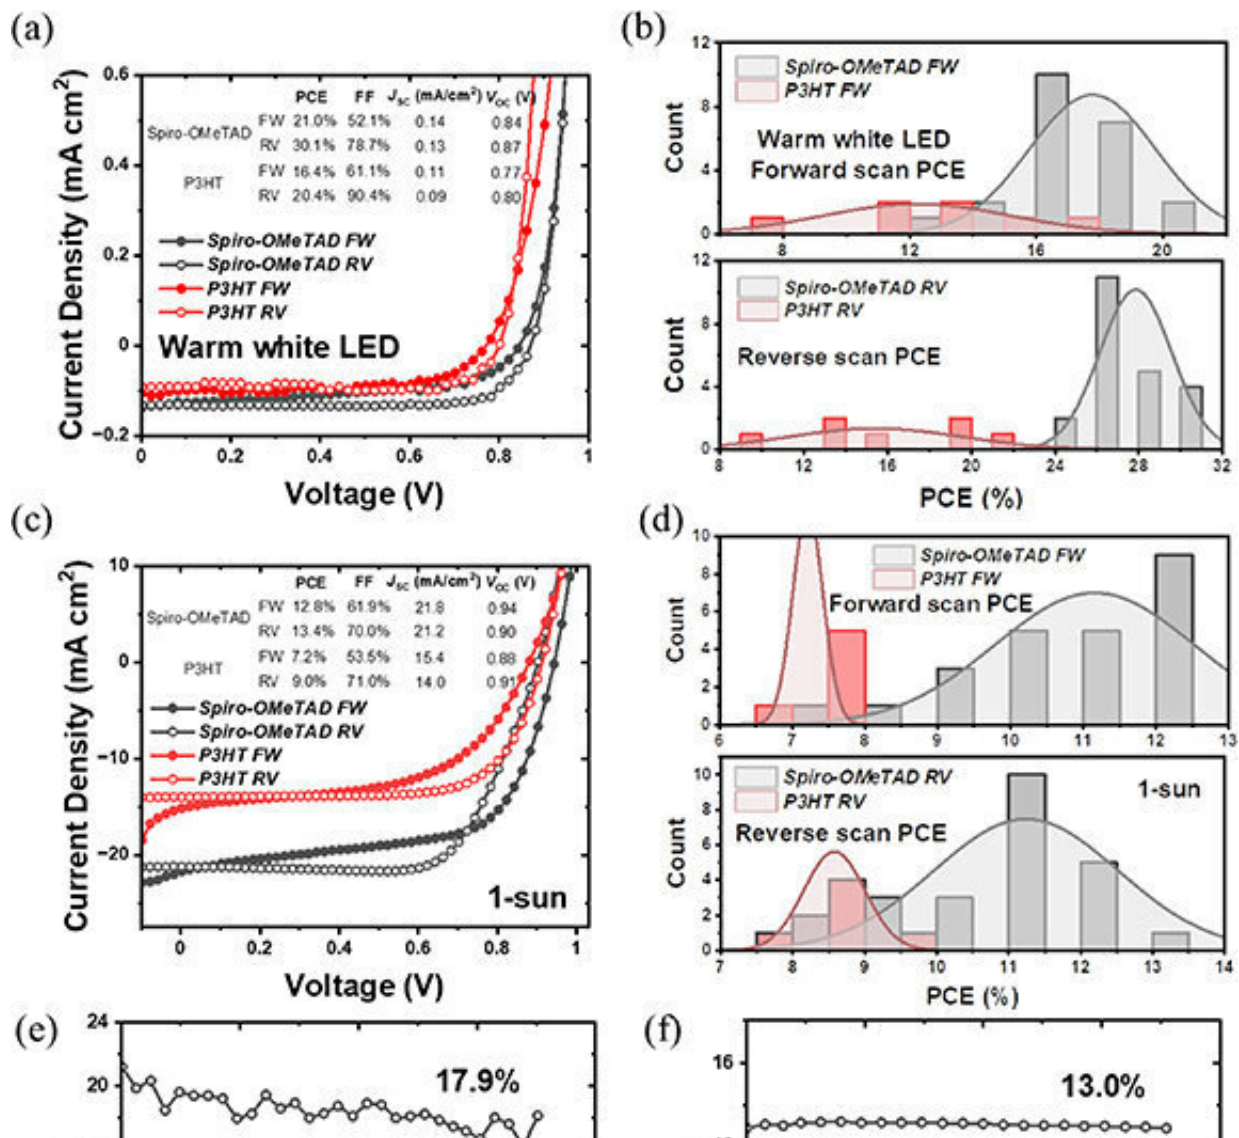 (a)
Current Density (mA cm²)
0.6
0.4
0.2
0
−0.2
PCE FF J_SC (mA/cm²) V_OC (V)
Spiro-OMeTAD
FW 21.0% 52.1% 0.14 0.84
RV 30.1% 78.7% 0.13 0.87
P3HT
FW 16.4% 61.1% 0.11 0.77
RV 20.4% 90.4% 0.09 0.80
Spiro-OMeTAD FW
Spiro-OMeTAD RV
P3HT FW
P3HT RV
Warm white LED
0 0.2 0.4 0.6 0.8 1
Voltage (V)
(b)
Count
12
8
4
0
Spiro-OMeTAD FW
P3HT FW
Warm white LED
Forward scan PCE
8 12 16 20
Count
12
8
4
0
Spiro-OMeTAD RV
P3HT RV
Reverse scan PCE
8 12 16 20 24 28 32
PCE (%)
(c)
Current Density (mA cm²)
10
0
−10
−20
PCE FF J_SC (mA/cm²) V_OC (V)
Spiro-OMeTAD
FW 12.8% 61.9% 21.8 0.94
RV 13.4% 70.0% 21.2 0.90
P3HT
FW 7.2% 53.5% 15.4 0.88
RV 9.0% 71.0% 14.0 0.91
Spiro-OMeTAD FW
Spiro-OMeTAD RV
P3HT FW
P3HT RV
1-sun
0 0.2 0.4 0.6 0.8 1
Voltage (V)
(d)
Count
10
8
6
4
2
0
Spiro-OMeTAD FW
P3HT FW
Forward scan PCE
6 7 8 9 10 11 12 13
Count
10
8
6
4
2
0
Spiro-OMeTAD RV
P3HT RV
1-sun
Reverse scan PCE
7 8 9 10 11 12 13 14
PCE (%)
(e)
24
20
17.9%
(f)
16
13.0%